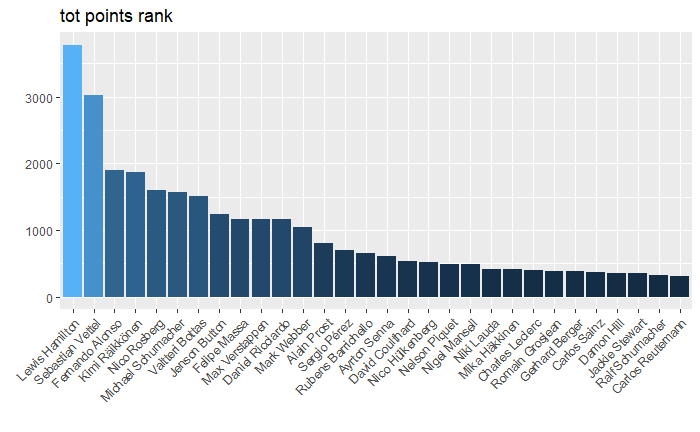 tot points rank
3000
2000
1000
0
Lewis Hamilton
Sebastian Vettel
Fernando Alonso
Kimi Räikkönen
Nico Rosberg
Michael Schumacher
Valtteri Bottas
Jenson Button
Felipe Massa
Max Verstappen
Daniel Ricciardo
Mark Webber
Alain Prost
Sergio Pérez
Rubens Barrichello
Ayrton Senna
David Coulthard
Nico Hülkenberg
Nelson Piquet
Nigel Mansell
Niki Lauda
Mika Häkkinen
Charles Leclerc
Romain Grosjean
Gerhard Berger
Carlos Sainz
Damon Hill
Jackie Stewart
Ralf Schumacher
Carlos Reutemann